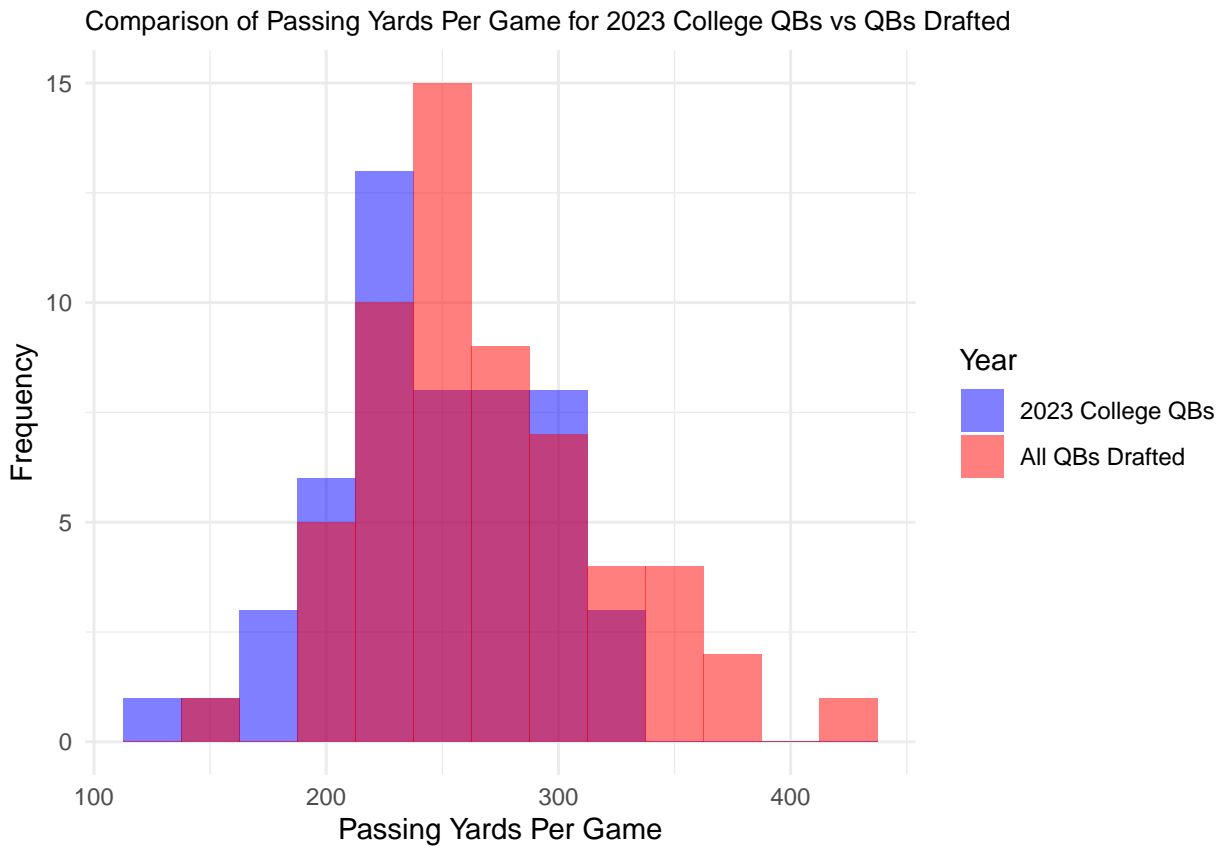 Comparison of Passing Yards Per Game for 2023 College QBs vs QBs Drafted
15
10
5
0
Frequency
100
200
300
400
Passing Yards Per Game
Year
2023 College QBs
All QBs Drafted